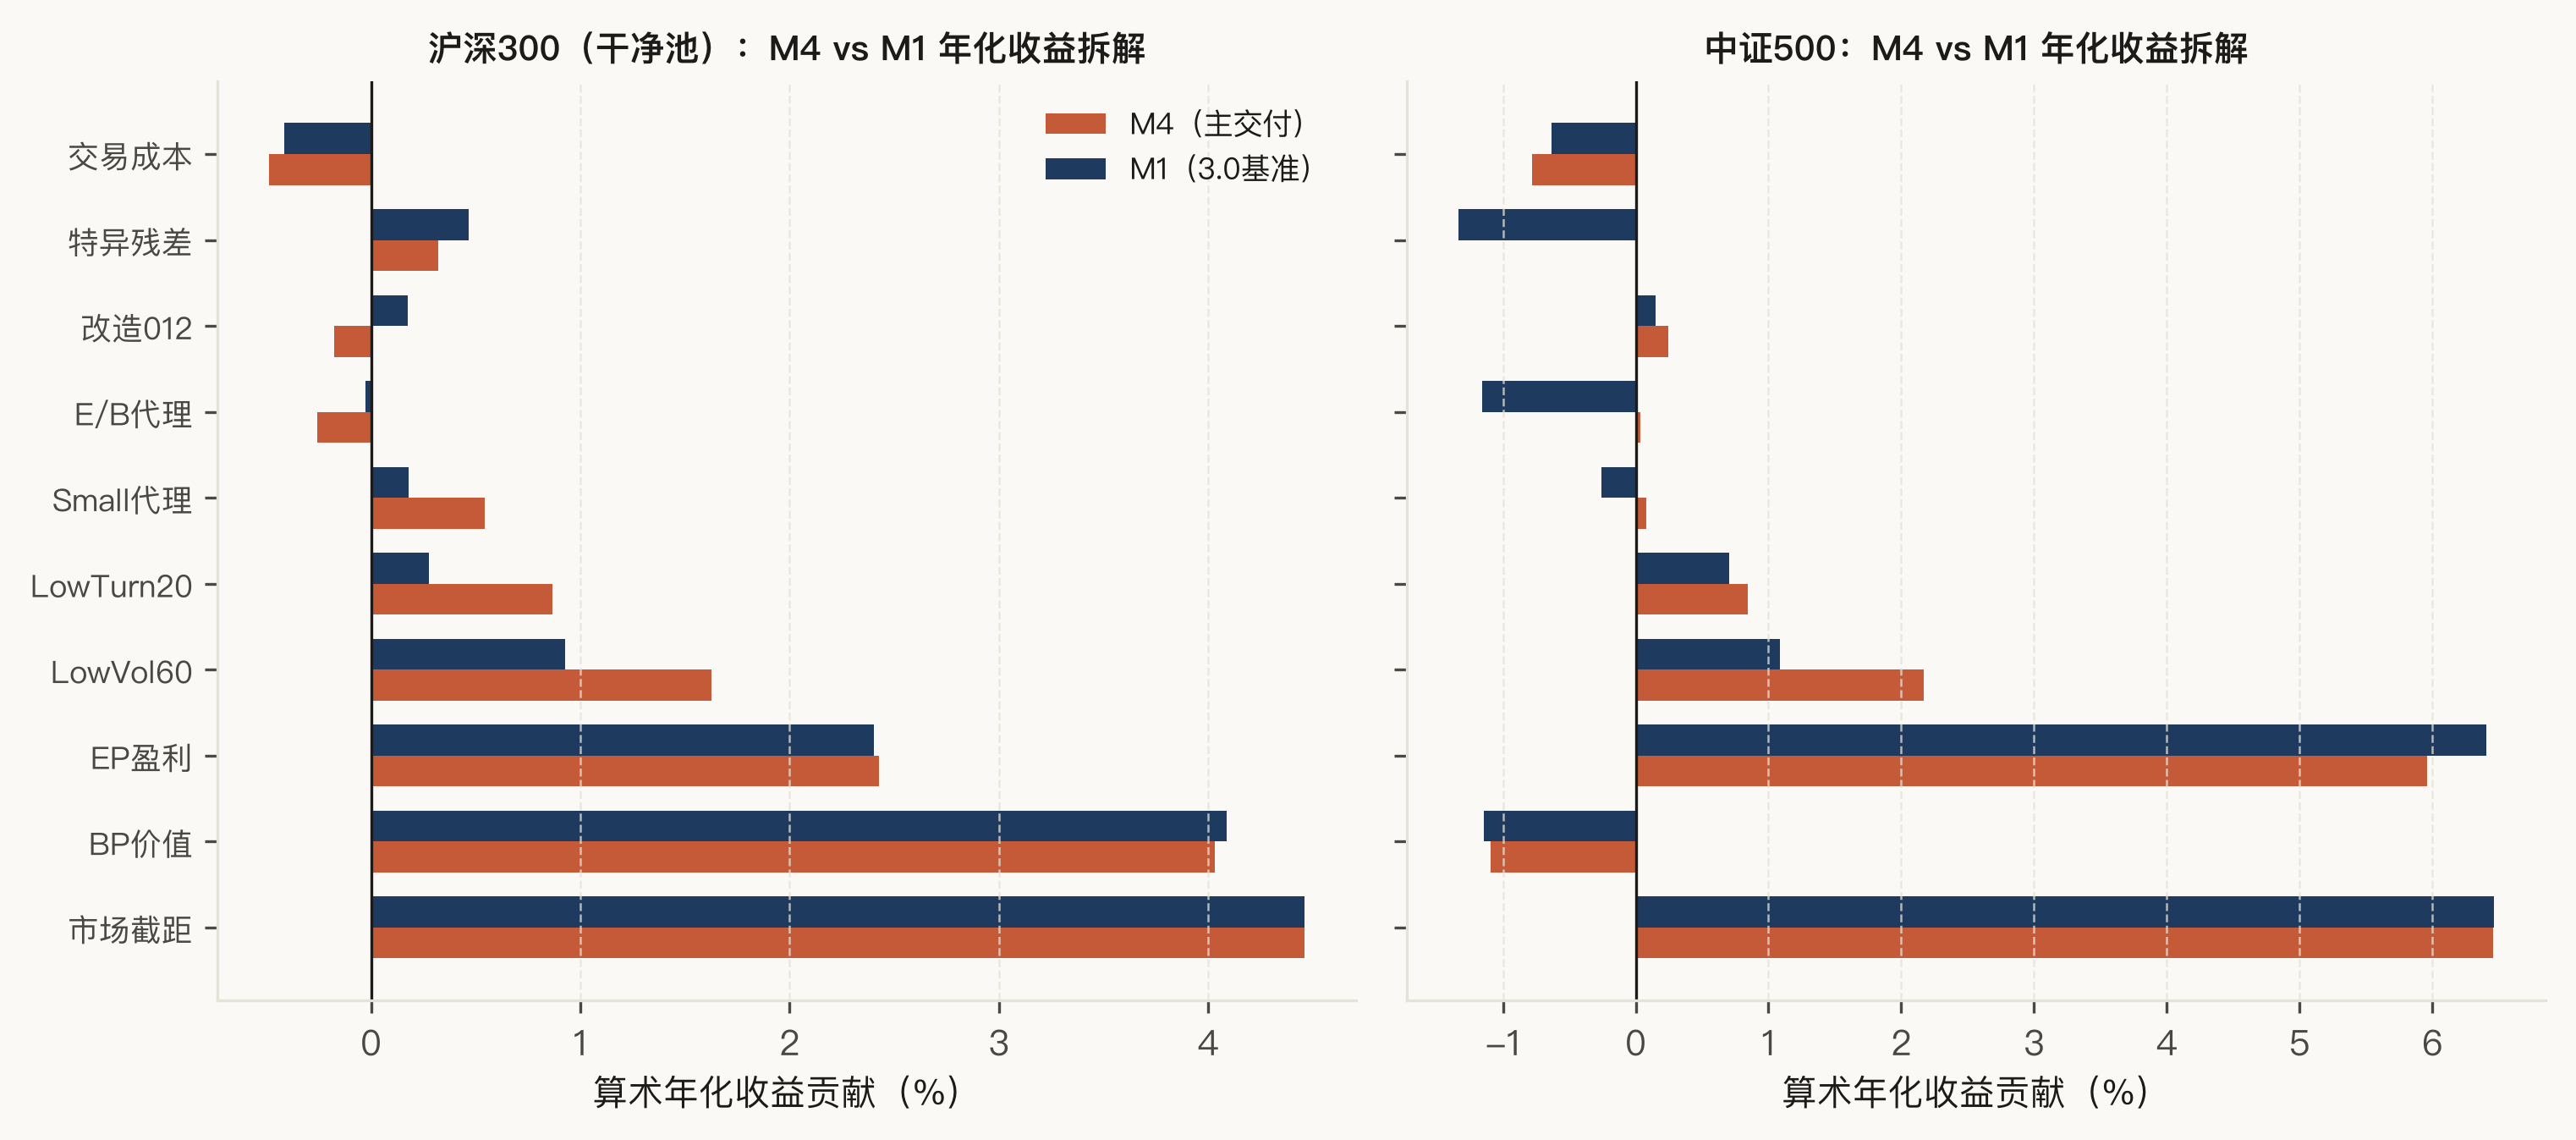 沪深300（干净池）：M4 vs M1 年化收益拆解
M4（主交付）
M1（3.0基准）
交易成本
特异残差
改造012
E/B代理
Small代理
LowTurn20
LowVol60
EP盈利
BP价值
市场截距
0 1 2 3 4
算术年化收益贡献（%）
中证500：M4 vs M1 年化收益拆解
−1 0 1 2 3 4 5 6
算术年化收益贡献（%）